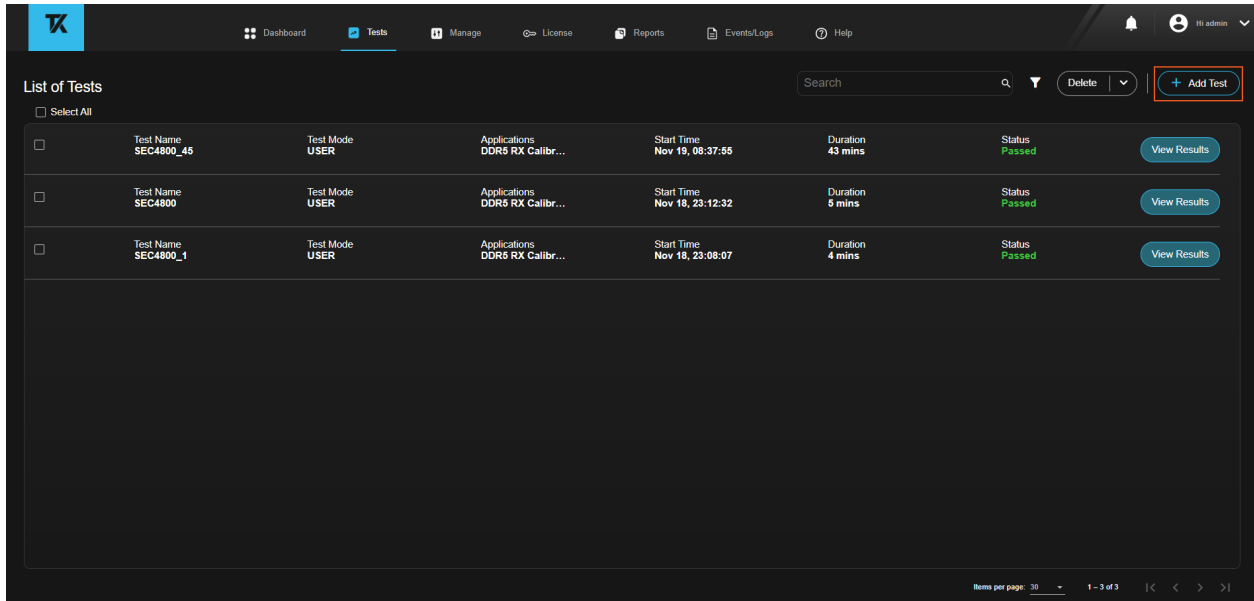 TK
Dashboard Tests Manage License Reports Events/Logs Help Hi admin
List of Tests Search Delete + Add Test
Select All
Test Name Test Mode Applications Start Time Duration Status
SEC4800_45 USER DDR5 RX Calibr... Nov 19, 08:37:55 43 mins Passed View Results
Test Name Test Mode Applications Start Time Duration Status
SEC4800 USER DDR5 RX Calibr... Nov 18, 23:12:32 5 mins Passed View Results
Test Name Test Mode Applications Start Time Duration Status
SEC4800_1 USER DDR5 RX Calibr... Nov 18, 23:08:07 4 mins Passed View Results
Items per page: 30 1 – 3 of 3